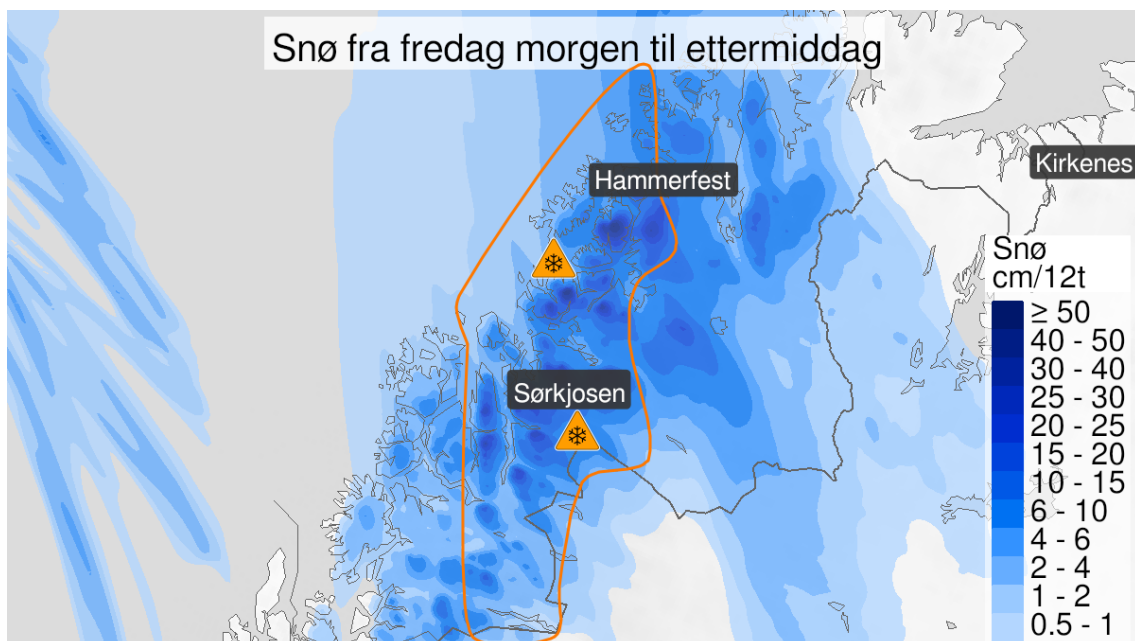 Snø fra fredag morgen til ettermiddag
Hammerfest
Kirkenes
Sørkjosen
Snø
cm/12t
≥ 50
40 - 50
30 - 40
25 - 30
20 - 25
15 - 20
10 - 15
6 - 10
4 - 6
2 - 4
1 - 2
0.5 - 1